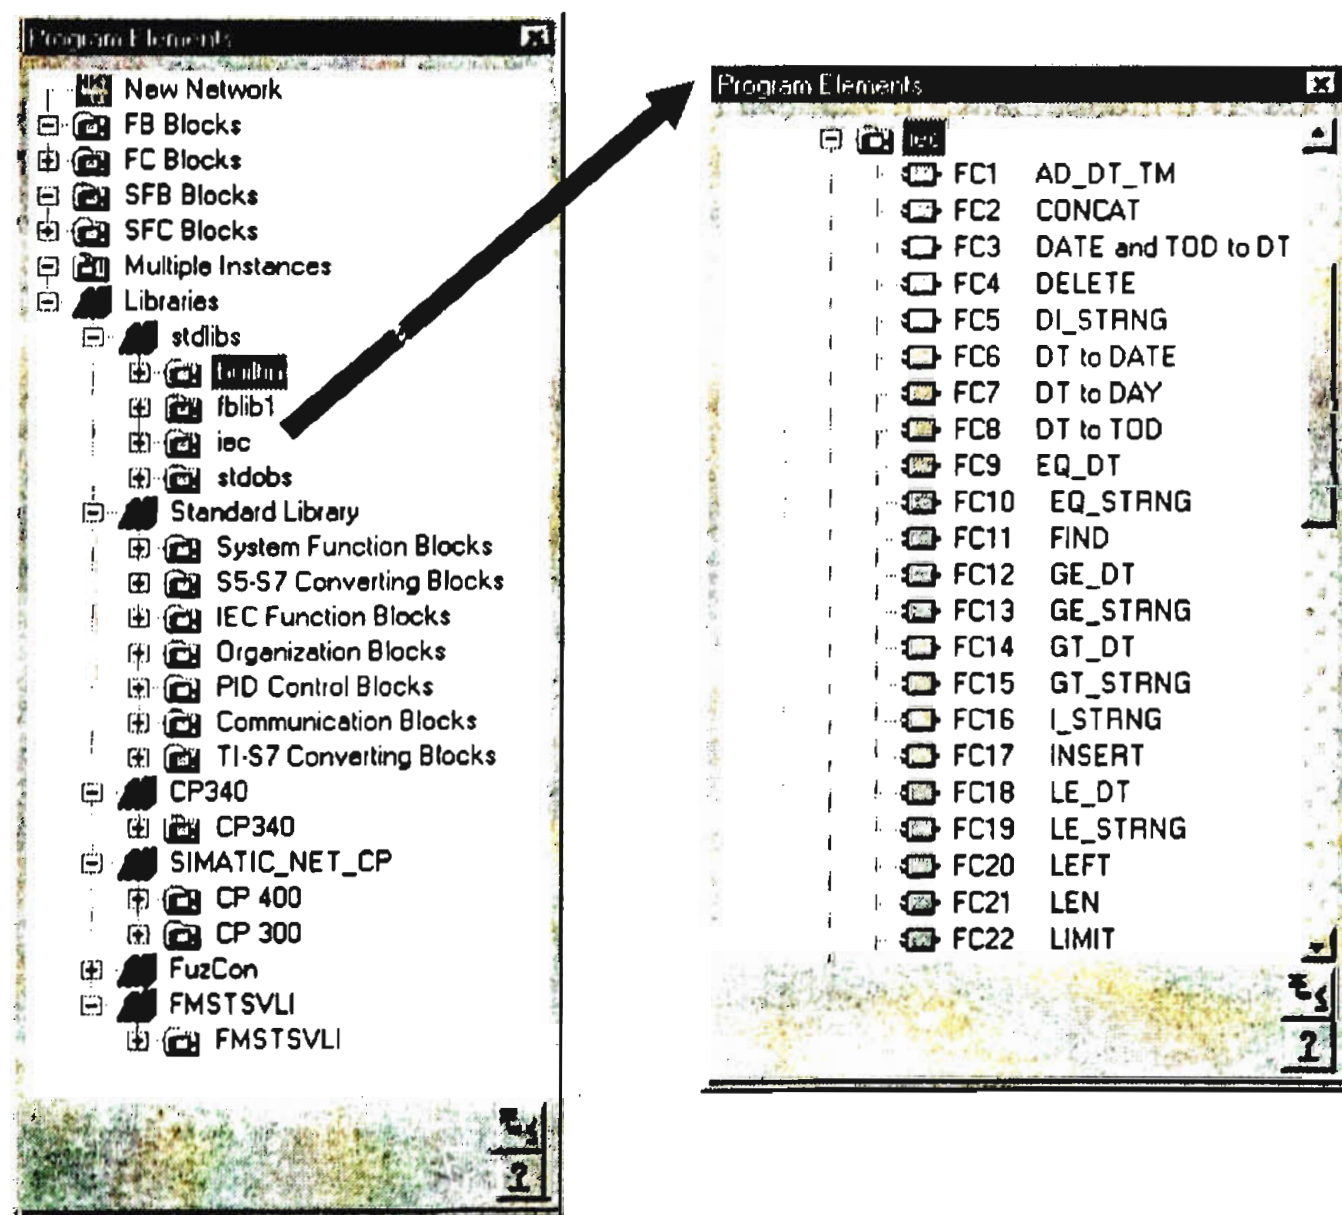 Program Elements
New Network
FB Blocks
FC Blocks
SFB Blocks
SFC Blocks
Multiple Instances
Libraries
stdlibs
fblib1
iec
stdobs
Standard Library
System Function Blocks
S5-S7 Converting Blocks
IEC Function Blocks
Organization Blocks
PID Control Blocks
Communication Blocks
TI-S7 Converting Blocks
CP340
CP340
SIMATIC_NET_CP
CP 400
CP 300
FuzCon
FMSTSVLI
FMSTSVLI
?
Program Elements
iec
FC1 AD_DT_TM
FC2 CONCAT
FC3 DATE and TOD to DT
FC4 DELETE
FC5 DI_STRNG
FC6 DT to DATE
FC7 DT to DAY
FC8 DT to TOD
FC9 EQ_DT
FC10 EQ_STRNG
FC11 FIND
FC12 GE_DT
FC13 GE_STRNG
FC14 GT_DT
FC15 GT_STRNG
FC16 I_STRNG
FC17 INSERT
FC18 LE_DT
FC19 LE_STRNG
FC20 LEFT
FC21 LEN
FC22 LIMIT
?